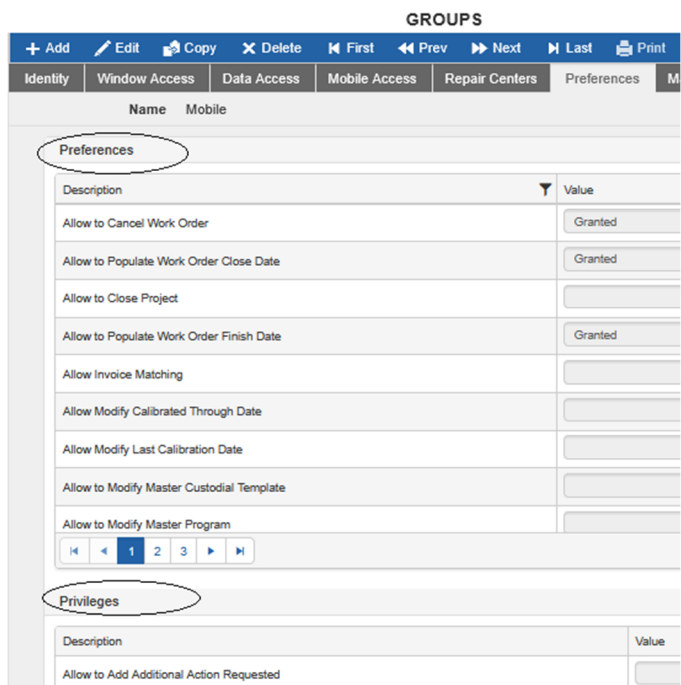 GROUPS
Add Edit Copy Delete First Prev Next Last Print
Identity Window Access Data Access Mobile Access Repair Centers Preferences
Name Mobile
Preferences
Description Value
Allow to Cancel Work Order Granted
Allow to Populate Work Order Close Date Granted
Allow to Close Project
Allow to Populate Work Order Finish Date Granted
Allow Invoice Matching
Allow Modify Calibrated Through Date
Allow Modify Last Calibration Date
Allow to Modify Master Custodial Template
Allow to Modify Master Program
1 2 3
Privileges
Description Value
Allow to Add Additional Action Requested